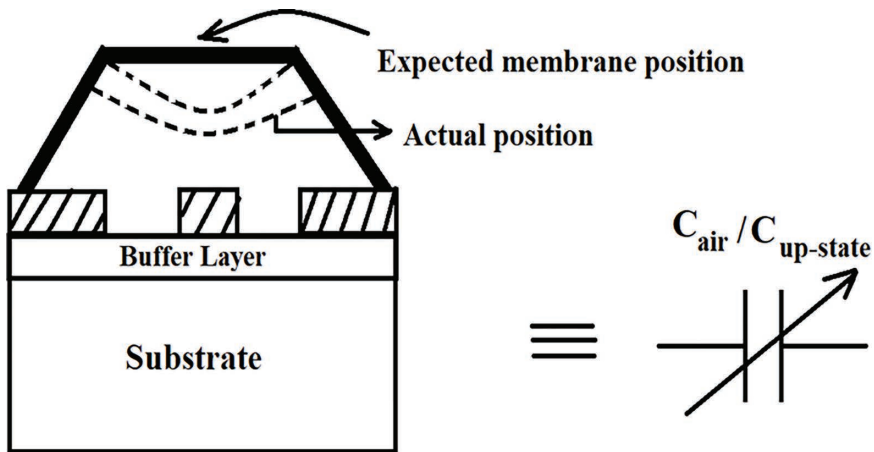 Expected membrane position
Actual position
Buffer Layer
Substrate
C_air / C_up-state